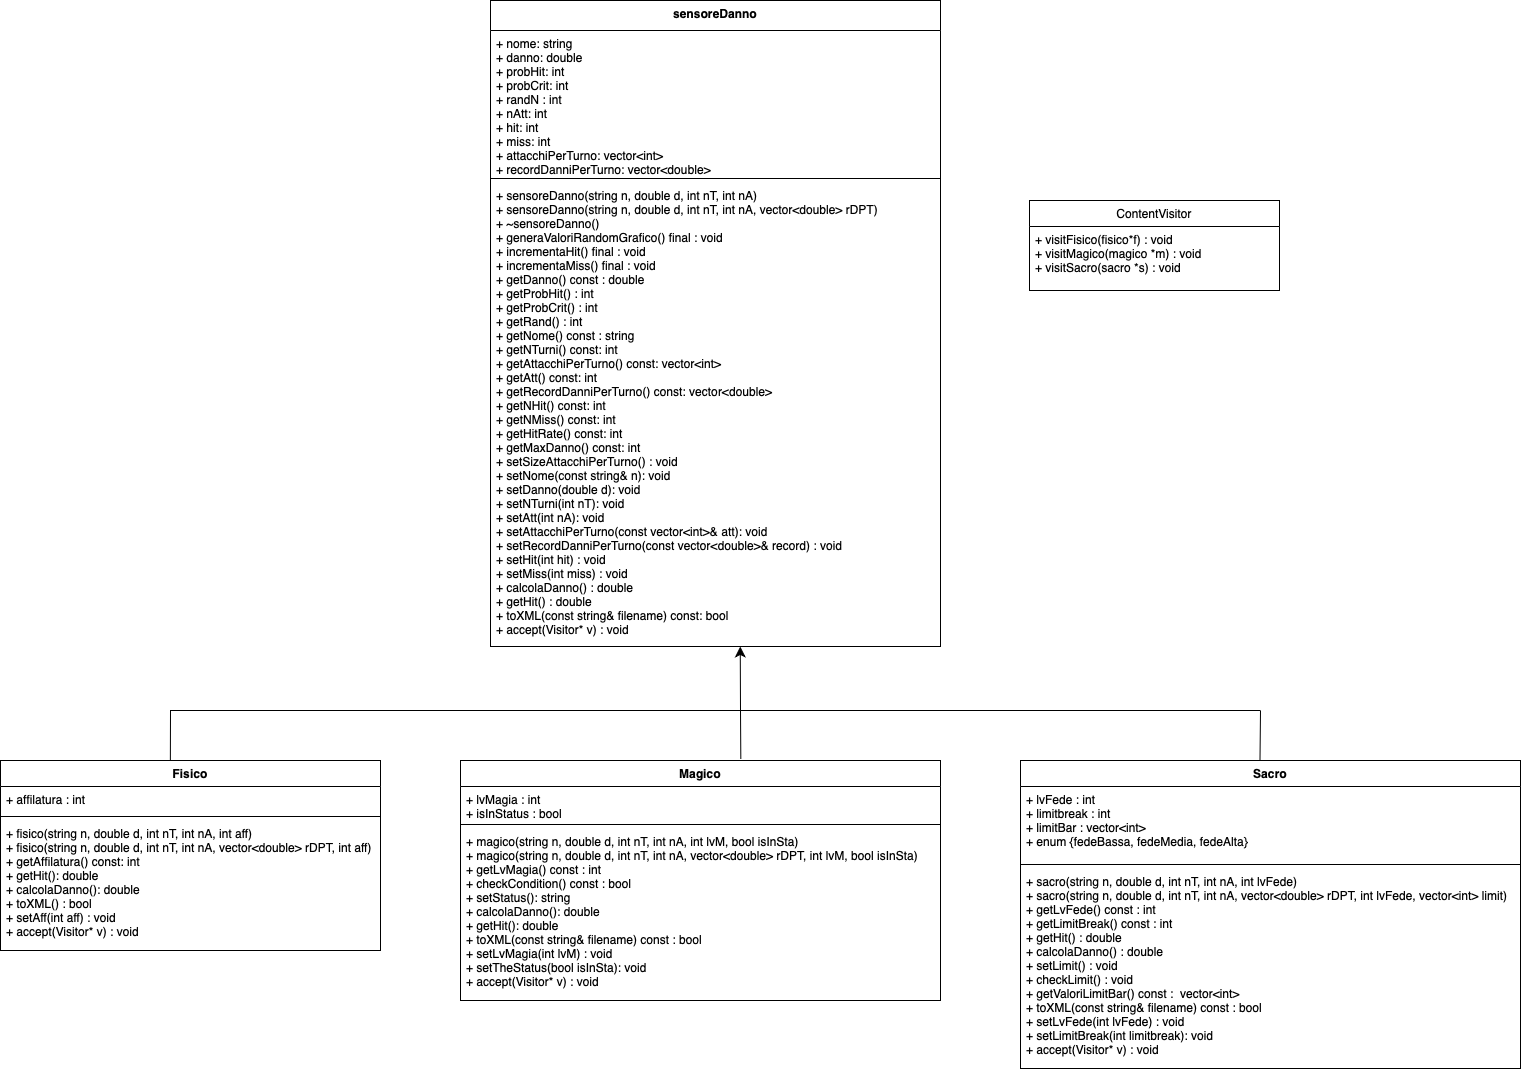 sensoreDanno
+ nome: string
+ danno: double
+ probHit: int
+ probCrit: int
+ randN : int
+ nAtt: int
+ hit: int
+ miss: int
+ attacchiPerTurno: vector<int>
+ recordDanniPerTurno: vector<double>
+ sensoreDanno(string n, double d, int nT, int nA)
+ sensoreDanno(string n, double d, int nT, int nA, vector<double> rDPT)
+ ~sensoreDanno()
+ generaValoriRandomGrafico() final : void
+ incrementaHit() final : void
+ incrementaMiss() final : void
+ getDanno() const : double
+ getProbHit() : int
+ getProbCrit() : int
+ getRand() : int
+ getNome() const : string
+ getNTurni() const: int
+ getAttacchiPerTurno() const: vector<int>
+ getAtt() const: int
+ getRecordDanniPerTurno() const: vector<double>
+ getNHit() const: int
+ getNMiss() const: int
+ getHitRate() const: int
+ getMaxDanno() const: int
+ setSizeAttacchiPerTurno() : void
+ setNome(const string& n): void
+ setDanno(double d): void
+ setNTurni(int nT): void
+ setAtt(int nA): void
+ setAttacchiPerTurno(const vector<int>& att): void
+ setRecordDanniPerTurno(const vector<double>& record) : void
+ setHit(int hit) : void
+ setMiss(int miss) : void
+ calcolaDanno() : double
+ getHit() : double
+ toXML(const string& filename) const: bool
+ accept(Visitor* v) : void
ContentVisitor
+ visitFisico(fisico*f) : void
+ visitMagico(magico *m) : void
+ visitSacro(sacro *s) : void
Fisico
+ affilatura : int
+ fisico(string n, double d, int nT, int nA, int aff)
+ fisico(string n, double d, int nT, int nA, vector<double> rDPT, int aff)
+ getAffilatura() const: int
+ getHit(): double
+ calcolaDanno(): double
+ toXML() : bool
+ setAff(int aff) : void
+ accept(Visitor* v) : void
Magico
+ lvMagia : int
+ isInStatus : bool
+ magico(string n, double d, int nT, int nA, int lvM, bool isInSta)
+ magico(string n, double d, int nT, int nA, vector<double> rDPT, int lvM, bool isInSta)
+ getLvMagia() const : int
+ checkCondition() const : bool
+ setStatus(): string
+ calcolaDanno(): double
+ getHit(): double
+ toXML(const string& filename) const : bool
+ setLvMagia(int lvM) : void
+ setTheStatus(bool isInSta): void
+ accept(Visitor* v) : void
Sacro
+ lvFede : int
+ limitbreak : int
+ limitBar : vector<int>
+ enum {fedeBassa, fedeMedia, fedeAlta}
+ sacro(string n, double d, int nT, int nA, int lvFede)
+ sacro(string n, double d, int nT, int nA, vector<double> rDPT, int lvFede, vector<int> limit)
+ getLvFede() const : int
+ getLimitBreak() const : int
+ getHit() : double
+ calcolaDanno() : double
+ setLimit() : void
+ checkLimit() : void
+ getValoriLimitBar() const :  vector<int>
+ toXML(const string& filename) const : bool
+ setLvFede(int lvFede) : void
+ setLimitBreak(int limitbreak): void
+ accept(Visitor* v) : void